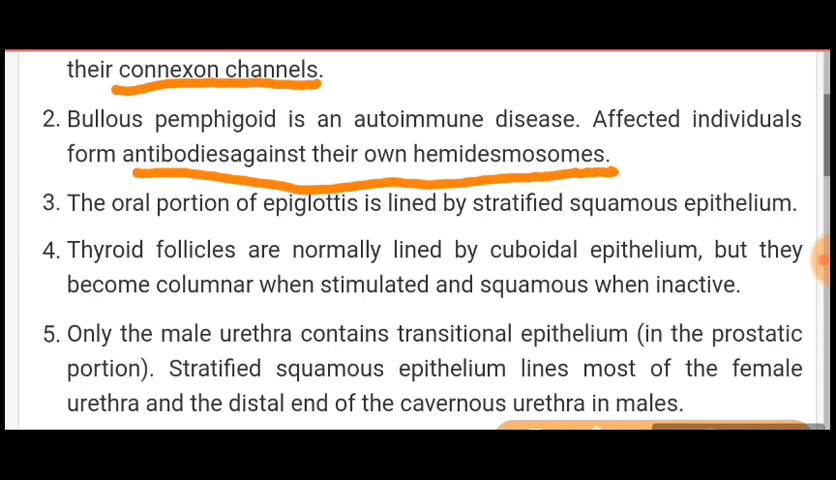 their connexon channels.
2. Bullous pemphigoid is an autoimmune disease. Affected individuals
form antibodiesagainst their own hemidesmosomes.
3. The oral portion of epiglottis is lined by stratified squamous epithelium.
4. Thyroid follicles are normally lined by cuboidal epithelium, but they
become columnar when stimulated and squamous when inactive.
5. Only the male urethra contains transitional epithelium (in the prostatic
portion). Stratified squamous epithelium lines most of the female
urethra and the distal end of the cavernous urethra in males.